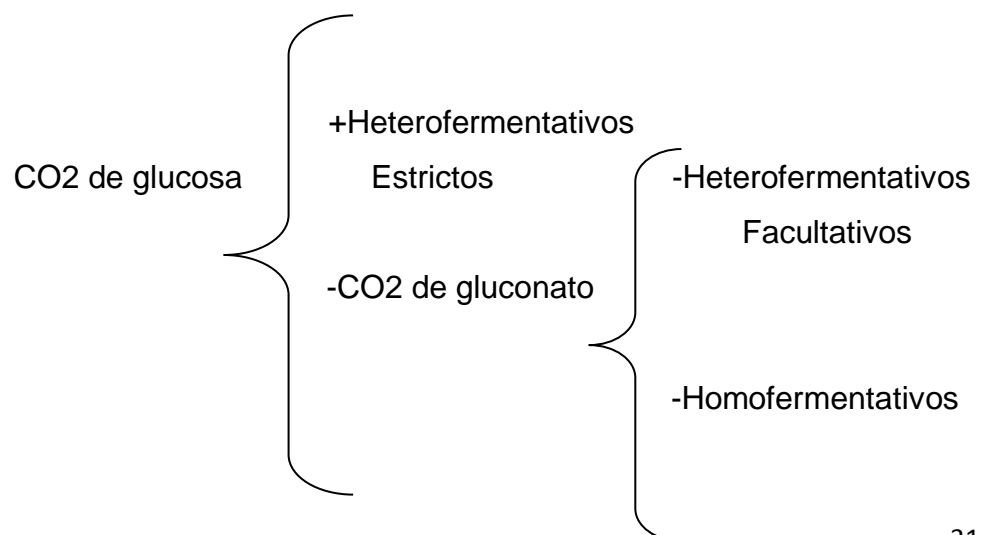 +Heterofermentativos
CO2 de glucosa Estrictos -Heterofermentativos
Facultativos
-CO2 de gluconato
-Homofermentativos